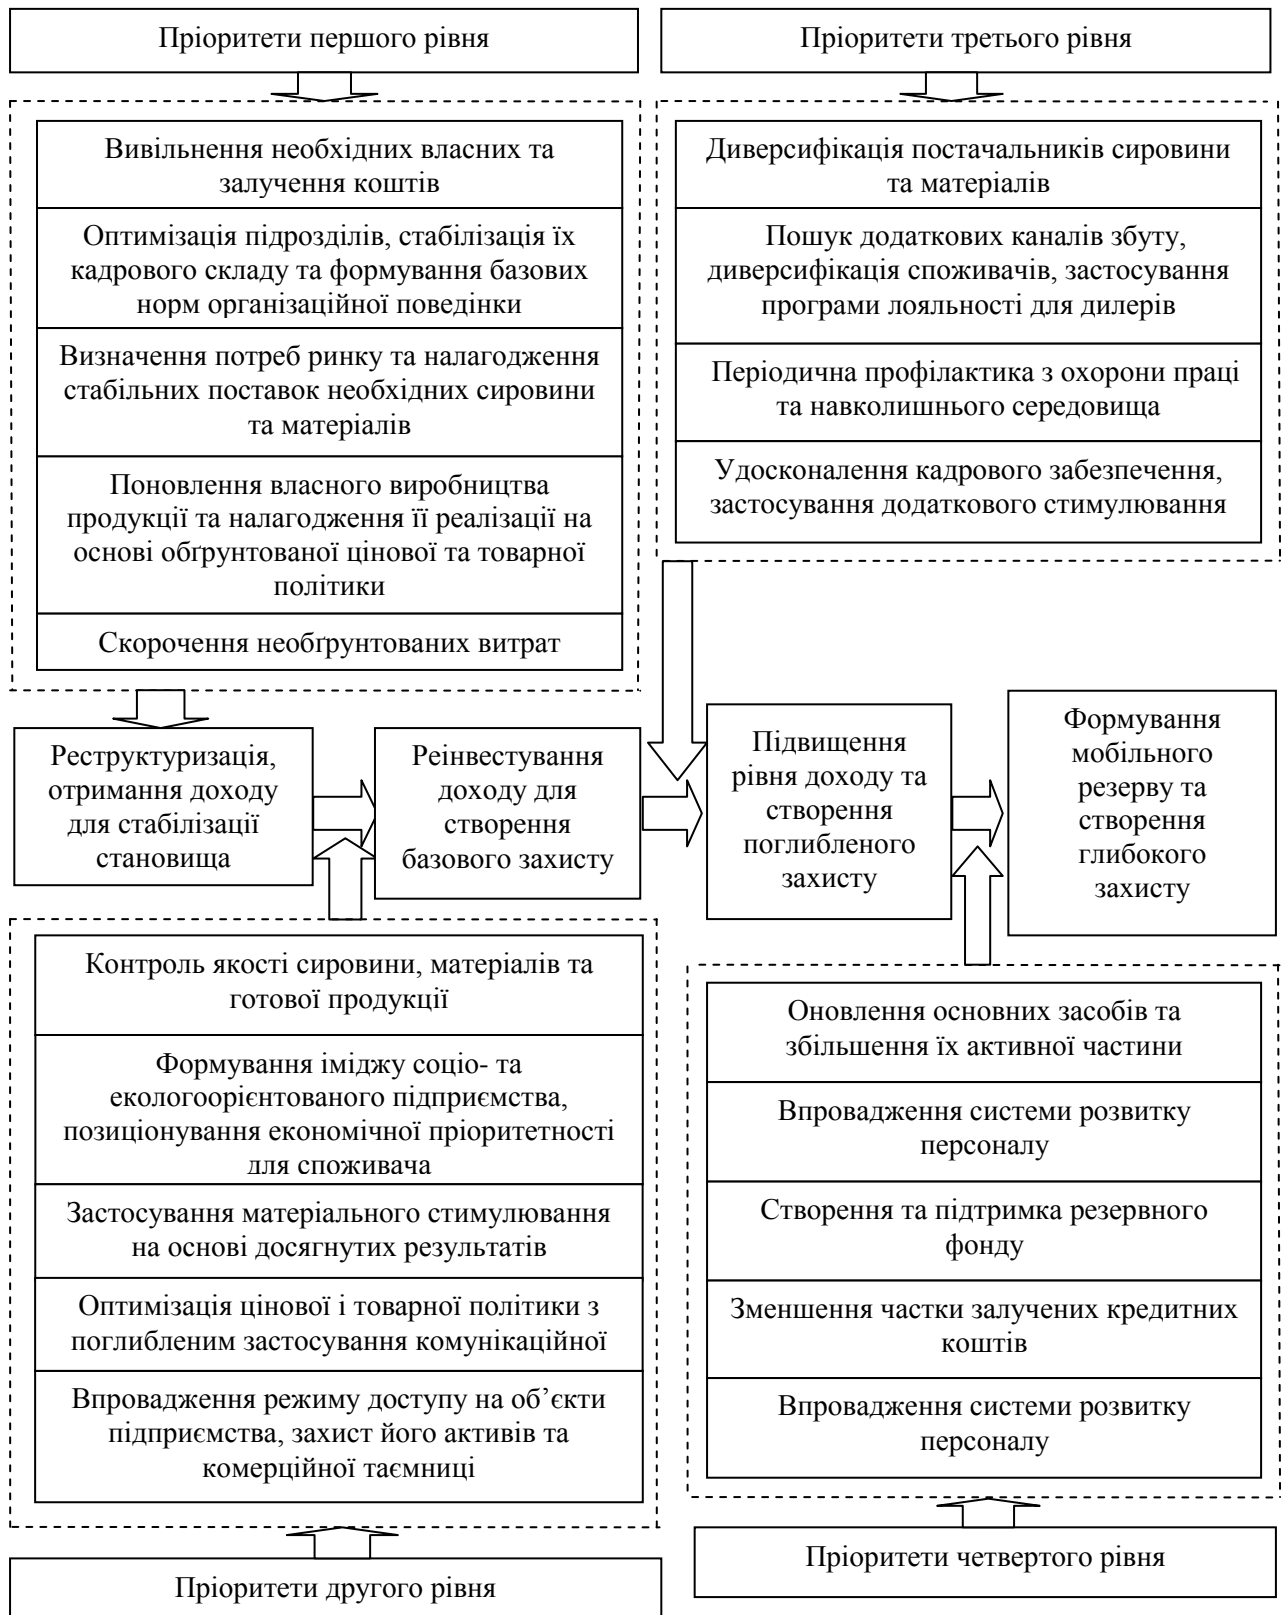 Пріоритети першого рівня
Вивільнення необхідних власних та
залучення коштів
Оптимізація підрозділів, стабілізація їх
кадрового складу та формування базових
норм організаційної поведінки
Визначення потреб ринку та налагодження
стабільних поставок необхідних сировини
та матеріалів
Поновлення власного виробництва
продукції та налагодження її реалізації на
основі обґрунтованої цінової та товарної
політики
Скорочення необґрунтованих витрат
Пріоритети третього рівня
Диверсифікація постачальників сировини
та матеріалів
Пошук додаткових каналів збуту,
диверсифікація споживачів, застосування
програми лояльності для дилерів
Періодична профілактика з охорони праці
та навколишнього середовища
Удосконалення кадрового забезпечення,
застосування додаткового стимулювання
Реструктуризація,
отримання доходу
для стабілізації
становища
Реінвестування
доходу для
створення
базового захисту
Підвищення
рівня доходу та
створення
поглибленого
захисту
Формування
мобільного
резерву та
створення
глибокого
захисту
Контроль якості сировини, матеріалів та
готової продукції
Формування іміджу соціо- та
екологоорієнтованого підприємства,
позиціонування економічної пріоритетності
для споживача
Застосування матеріального стимулювання
на основі досягнутих результатів
Оптимізація цінової і товарної політики з
поглибленим застосування комунікаційної
Впровадження режиму доступу на об’єкти
підприємства, захист його активів та
комерційної таємниці
Пріоритети другого рівня
Оновлення основних засобів та
збільшення їх активної частини
Впровадження системи розвитку
персоналу
Створення та підтримка резервного
фонду
Зменшення частки залучених кредитних
коштів
Впровадження системи розвитку
персоналу
Пріоритети четвертого рівня